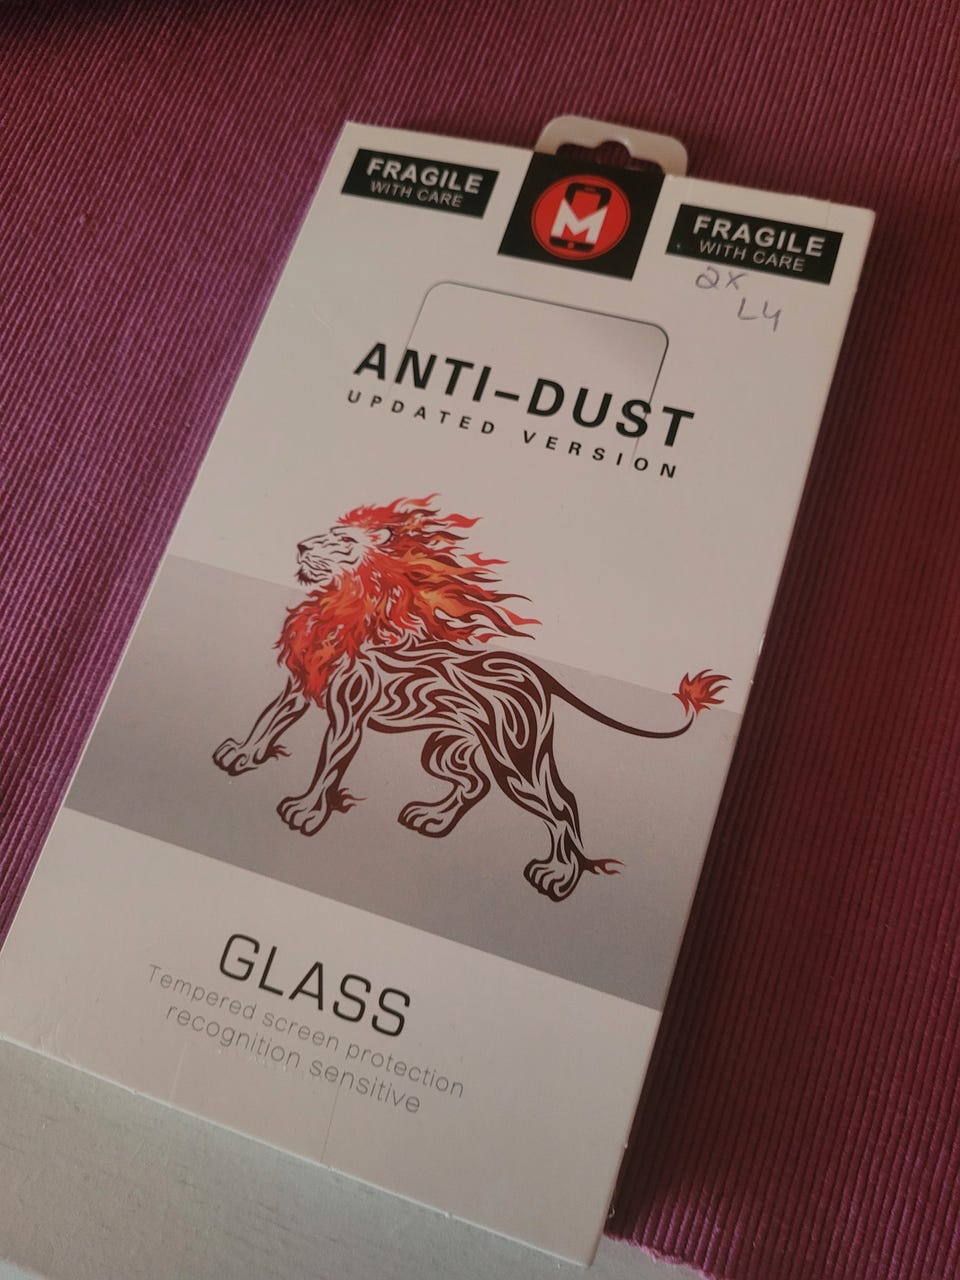 FRAGILE
WITH CARE
M
FRAGILE
WITH CARE
2x
L4
ANTI-DUST
UPDATED VERSION
GLASS
Tempered screen protection
recognition sensitive